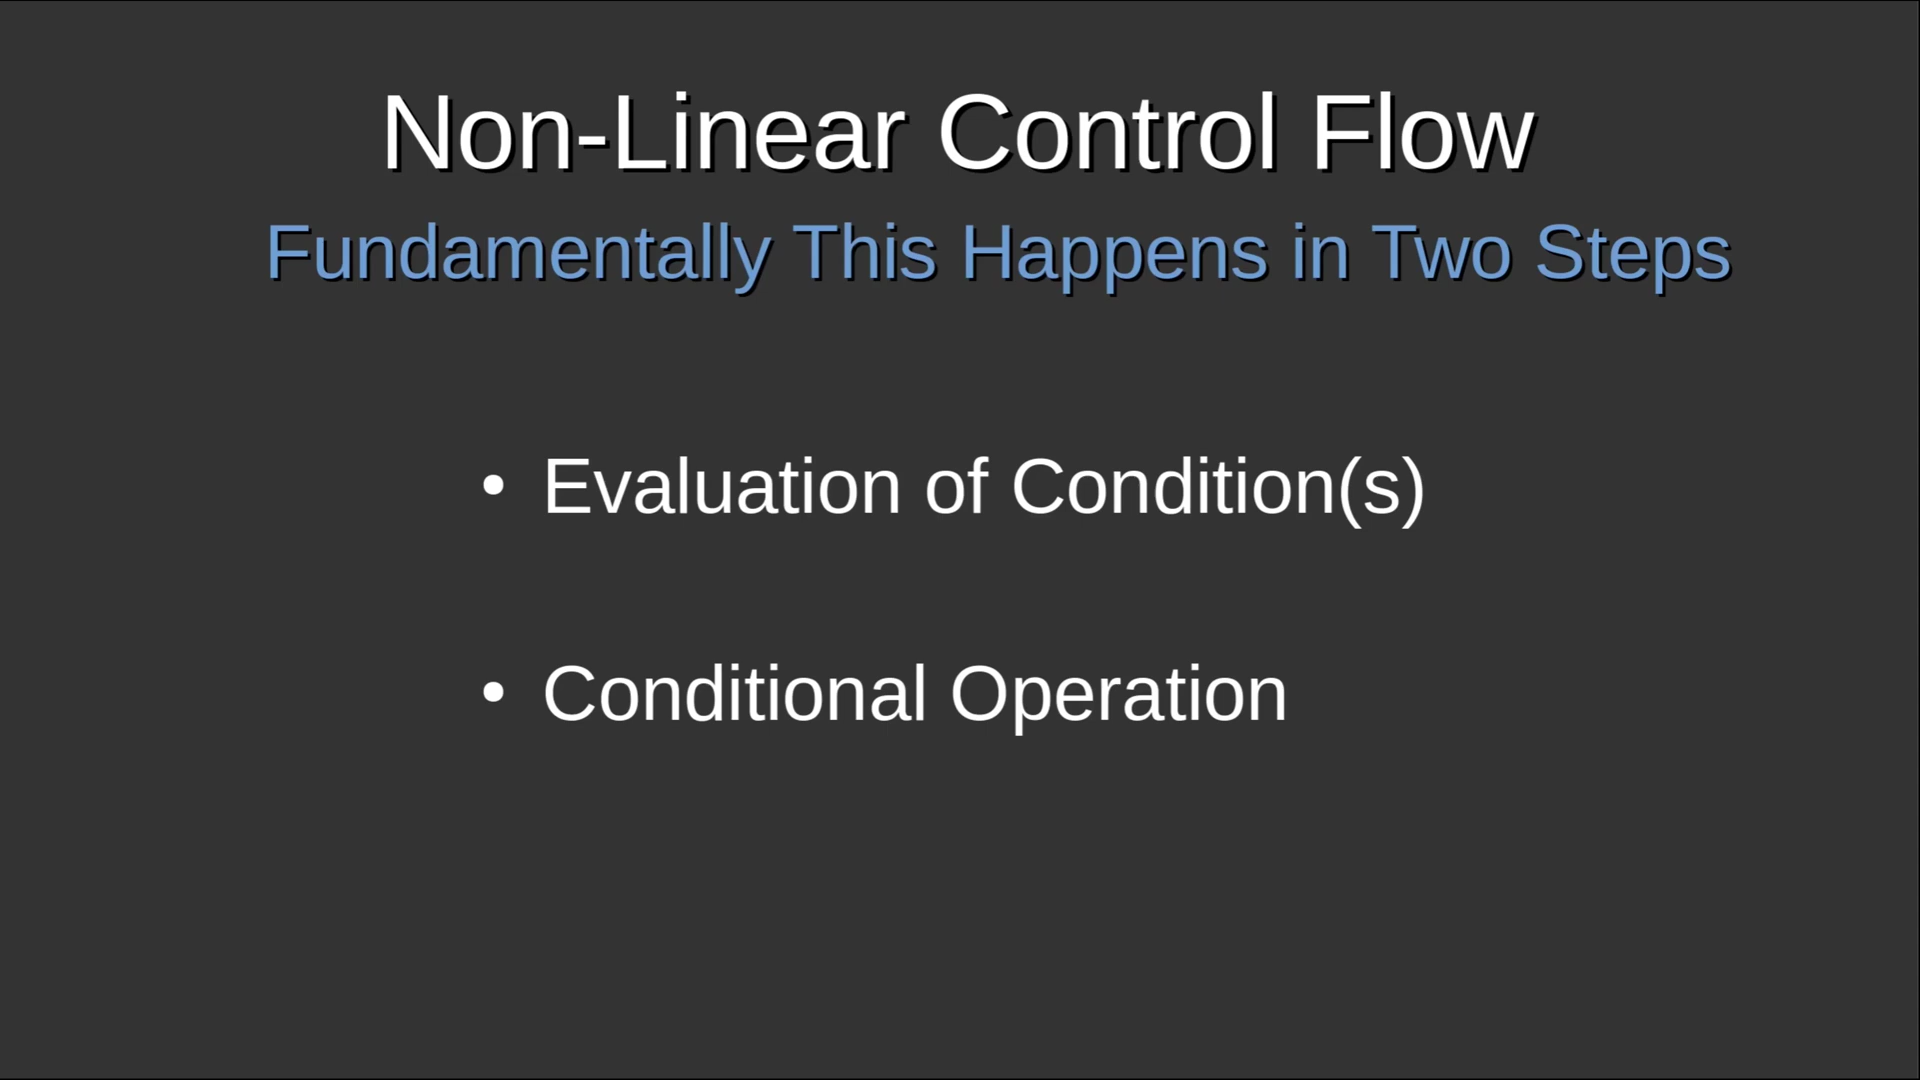 Non-Linear Control Flow
Fundamentally This Happens in Two Steps
• Evaluation of Condition(s)
• Conditional Operation